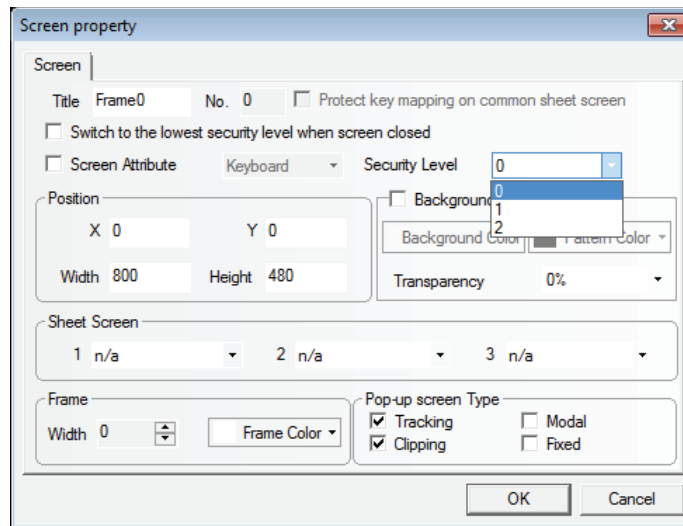 Screen property
Screen
Title Frame0 No. 0 Protect key mapping on common sheet screen
Switch to the lowest security level when screen closed
Screen Attribute Keyboard Security Level 0
0
1
2
Position
X 0 Y 0
Width 800 Height 480
Background Color Color
Transparency 0%
Sheet Screen
1 n/a 2 n/a 3 n/a
Frame
Width 0 Frame Color
Pop-up screen Type
Tracking Modal
Clipping Fixed
OK Cancel